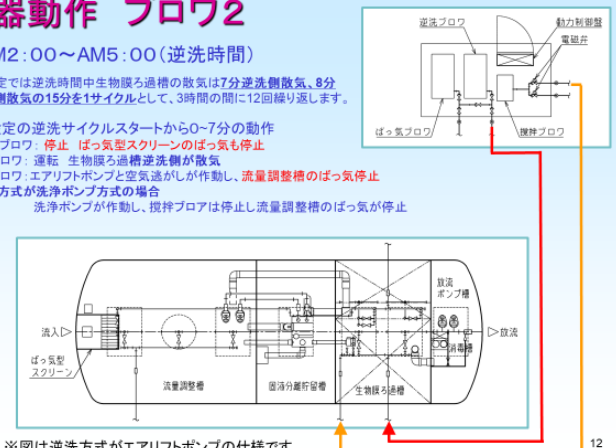 器動作 ブロワ2
M2:00～AM5:00(逆洗時間)
定では逆洗時間中生物膜ろ過槽の散気は7分逆洗側散気、8分
側散気の15分を1サイクルとして、3時間の間に12回繰り返します。
設定の逆洗サイクルスタートから0~7分の動作
ブロワ: 停止 ばっ気型スクリーンのばっ気も停止
ロワ: 運転 生物膜ろ過槽逆洗側が散気
ロワ:エアリフトポンプと空気逃がしが作動し、流量調整槽のばっ気停止
方式が洗浄ポンプ方式の場合
洗浄ポンプが作動し、撹拌ブロアは停止し流量調整槽のばっ気が停止
逆洗ブロワ
動力制御盤
電磁弁
ばっ気ブロワ
撹拌ブロワ
放流
ポンプ槽
流入
放流
消毒槽
ばっ気型
スクリーン
流量調整槽
固液分離貯留槽
生物膜ろ過槽
※図は逆洗方式がエアリフトポンプの仕様です
12